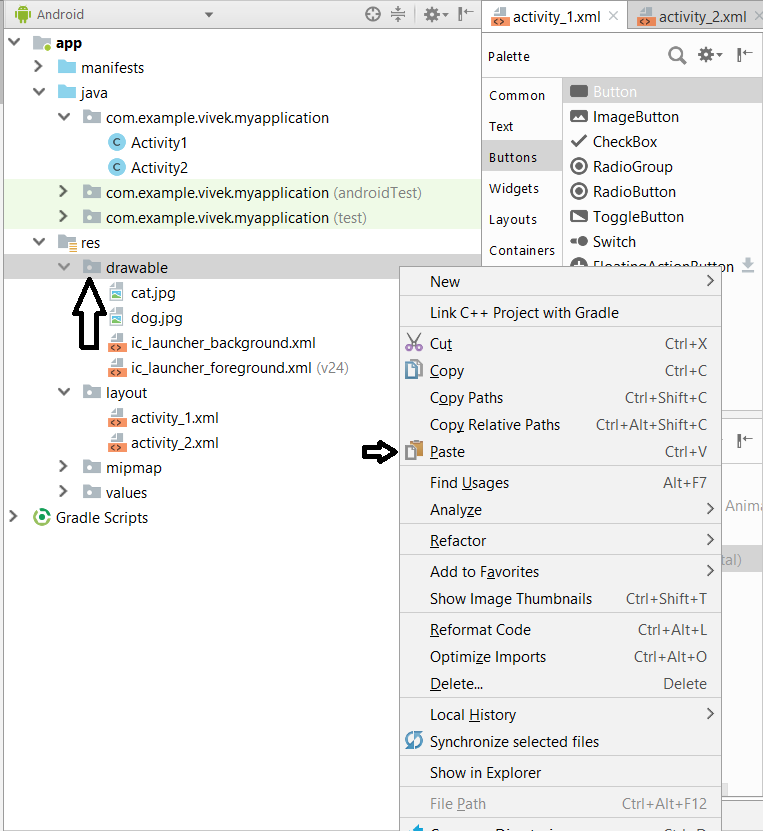 Android
app
manifests
java
com.example.vivek.myapplication
Activity1
Activity2
com.example.vivek.myapplication (androidTest)
com.example.vivek.myapplication (test)
res
drawable
cat.jpg
dog.jpg
ic_launcher_background.xml
ic_launcher_foreground.xml (v24)
layout
activity_1.xml
activity_2.xml
mipmap
values
Gradle Scripts
activity_1.xml
activity_2.xml
Palette
Common
Text
Buttons
Widgets
Layouts
Containers
Button
ImageButton
CheckBox
RadioGroup
RadioButton
ToggleButton
Switch
FloatingActionButton
New
Link C++ Project with Gradle
Cut Ctrl+X
Copy Ctrl+C
Copy Paths Ctrl+Shift+C
Copy Relative Paths Ctrl+Alt+Shift+C
Paste Ctrl+V
Find Usages Alt+F7
Analyze
Refactor
Add to Favorites
Show Image Thumbnails Ctrl+Shift+T
Reformat Code Ctrl+Alt+L
Optimize Imports Ctrl+Alt+O
Delete... Delete
Local History
Synchronize selected files
Show in Explorer
File Path Ctrl+Alt+F12
Anima
tal)